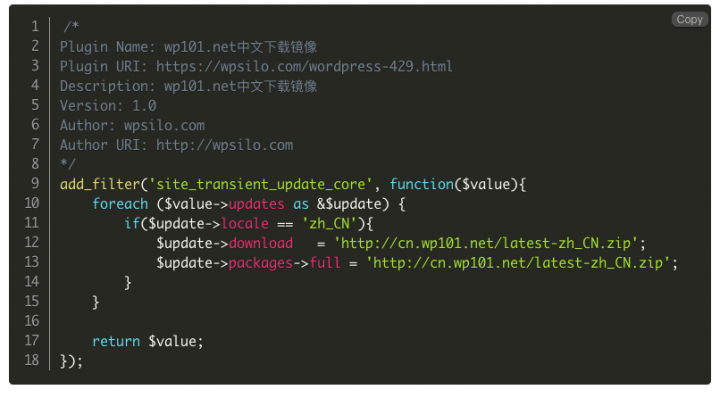 Copy
1 /*
2 Plugin Name: wp101.net中文下载镜像
3 Plugin URI: https://wpsilo.com/wordpress-429.html
4 Description: wp101.net中文下载镜像
5 Version: 1.0
6 Author: wpsilo.com
7 Author URI: http://wpsilo.com
8 */
9 add_filter('site_transient_update_core', function($value){
10     foreach ($value->updates as &$update) {
11         if($update->locale == 'zh_CN'){
12             $update->download   = 'http://cn.wp101.net/latest-zh_CN.zip';
13             $update->packages->full = 'http://cn.wp101.net/latest-zh_CN.zip';
14         }
15     }
16
17     return $value;
18 });